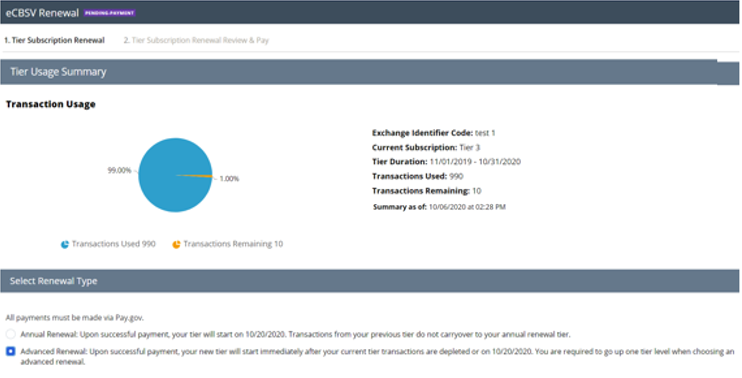 eCBSV Renewal PENDING-PAYMENT
1. Tier Subscription Renewal 2. Tier Subscription Renewal Review & Pay
Tier Usage Summary
Transaction Usage
Exchange Identifier Code: test 1
Current Subscription: Tier 3
Tier Duration: 11/01/2019 - 10/31/2020
Transactions Used: 990
Transactions Remaining: 10
Summary as of: 10/06/2020 at 02:28 PM
99.00%
1.00%
Transactions Used 990 Transactions Remaining 10
Select Renewal Type
All payments must be made via Pay.gov.
Annual Renewal: Upon successful payment, your tier will start on 10/20/2020. Transactions from your previous tier do not carryover to your annual renewal tier.
Advanced Renewal: Upon successful payment, your new tier will start immediately after your current tier transactions are depleted or on 10/20/2020. You are required to go up one tier level when choosing an
advanced renewal.